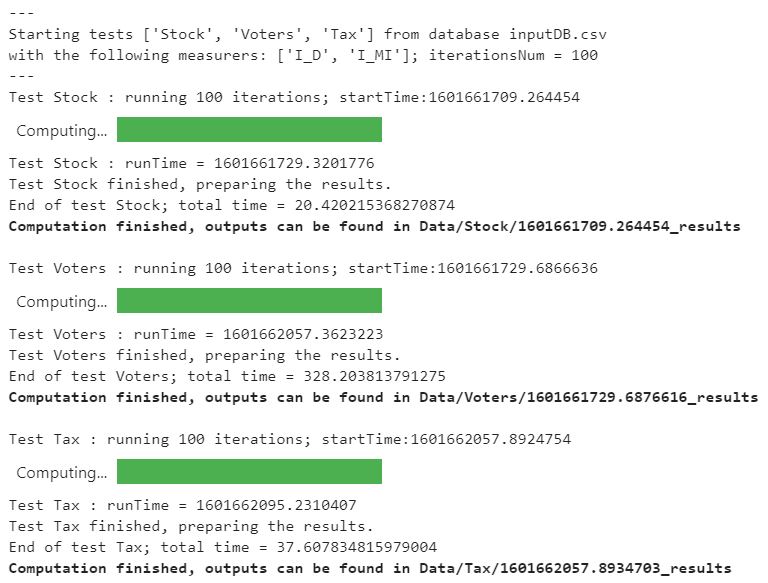 ---
Starting tests ['Stock', 'Voters', 'Tax'] from database inputDB.csv
with the following measurers: ['I_D', 'I_MI']; iterationsNum = 100
---
Test Stock : running 100 iterations; startTime:1601661709.264454
Computing...
Test Stock : runTime = 1601661729.3201776
Test Stock finished, preparing the results.
End of test Stock; total time = 20.420215368270874
Computation finished, outputs can be found in Data/Stock/1601661709.264454_results
Test Voters : running 100 iterations; startTime:1601661729.6866636
Computing...
Test Voters : runTime = 1601662057.3623223
Test Voters finished, preparing the results.
End of test Voters; total time = 328.203813791275
Computation finished, outputs can be found in Data/Voters/1601661729.6876616_results
Test Tax : running 100 iterations; startTime:1601662057.8924754
Computing...
Test Tax : runTime = 1601662095.2310407
Test Tax finished, preparing the results.
End of test Tax; total time = 37.607834815979004
Computation finished, outputs can be found in Data/Tax/1601662057.8934703_results